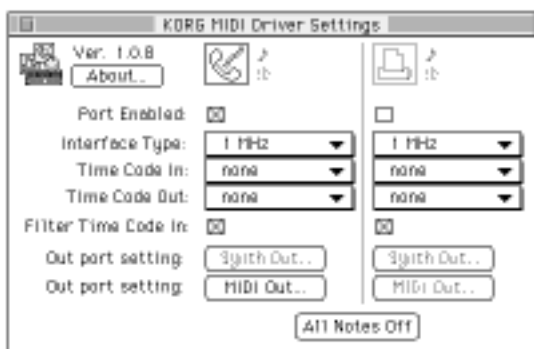 KORG MIDI Driver Settings
Ver. 1.0.8
About...
Port Enabled:
Interface Type: 1 MHz 1 MHz
Time Code In: none none
Time Code Out: none none
Filter Time Code In:
Out port setting: Synth Out... Synth Out...
Out port setting: MIDI Out... MIDI Out...
All Notes Off